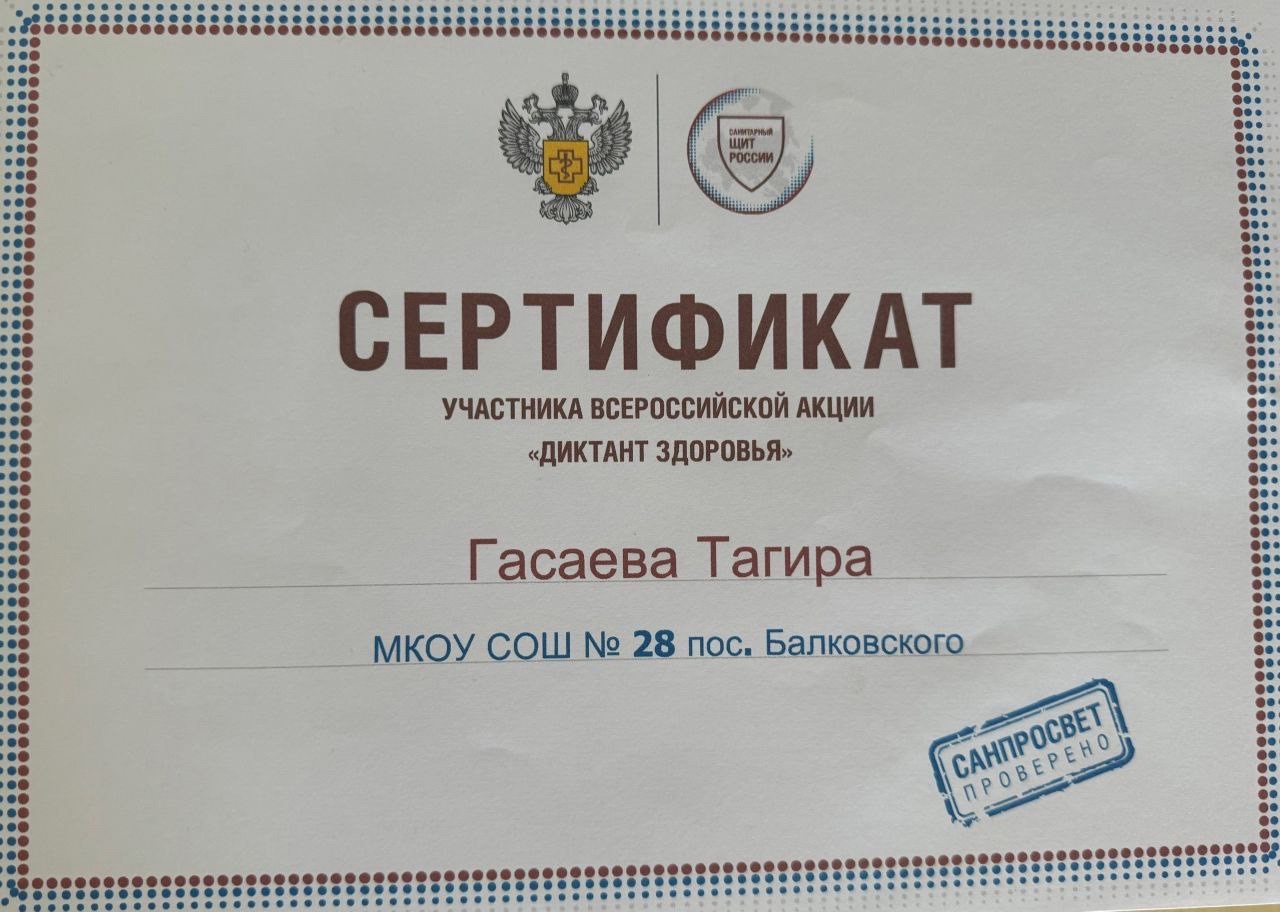 САНИТАРНЫЙ
ЩИТ
РОССИИ
СЕРТИФИКАТ
УЧАСТНИКА ВСЕРОССИЙСКОЙ АКЦИИ
«ДИКТАНТ ЗДОРОВЬЯ»
Гасаева Тагира
МКОУ СОШ № 28 пос. Балковского
САНПРОСВЕТ
ПРОВЕРЕНО